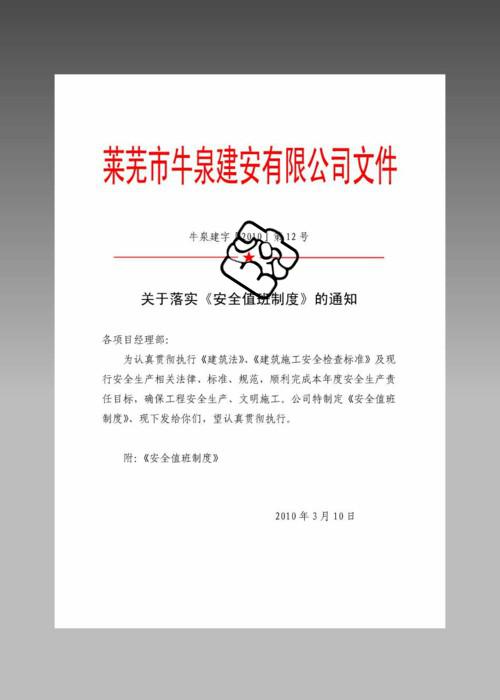 莱芜市牛泉建安有限公司文件
牛泉建字「2010」第12号
关于落实《安全值班制度》的通知
各项目经理部：
为认真贯彻执行《建筑法》、《建筑施工安全检查标准》及现
行安全生产相关法律、标准、规范，顺利完成本年度安全生产责
任目标，确保工程安全生产、文明施工。公司特制定《安全值班
制度》、现下发给你们，望认真贯彻执行。
附：《安全值班制度》
2010年3月10日